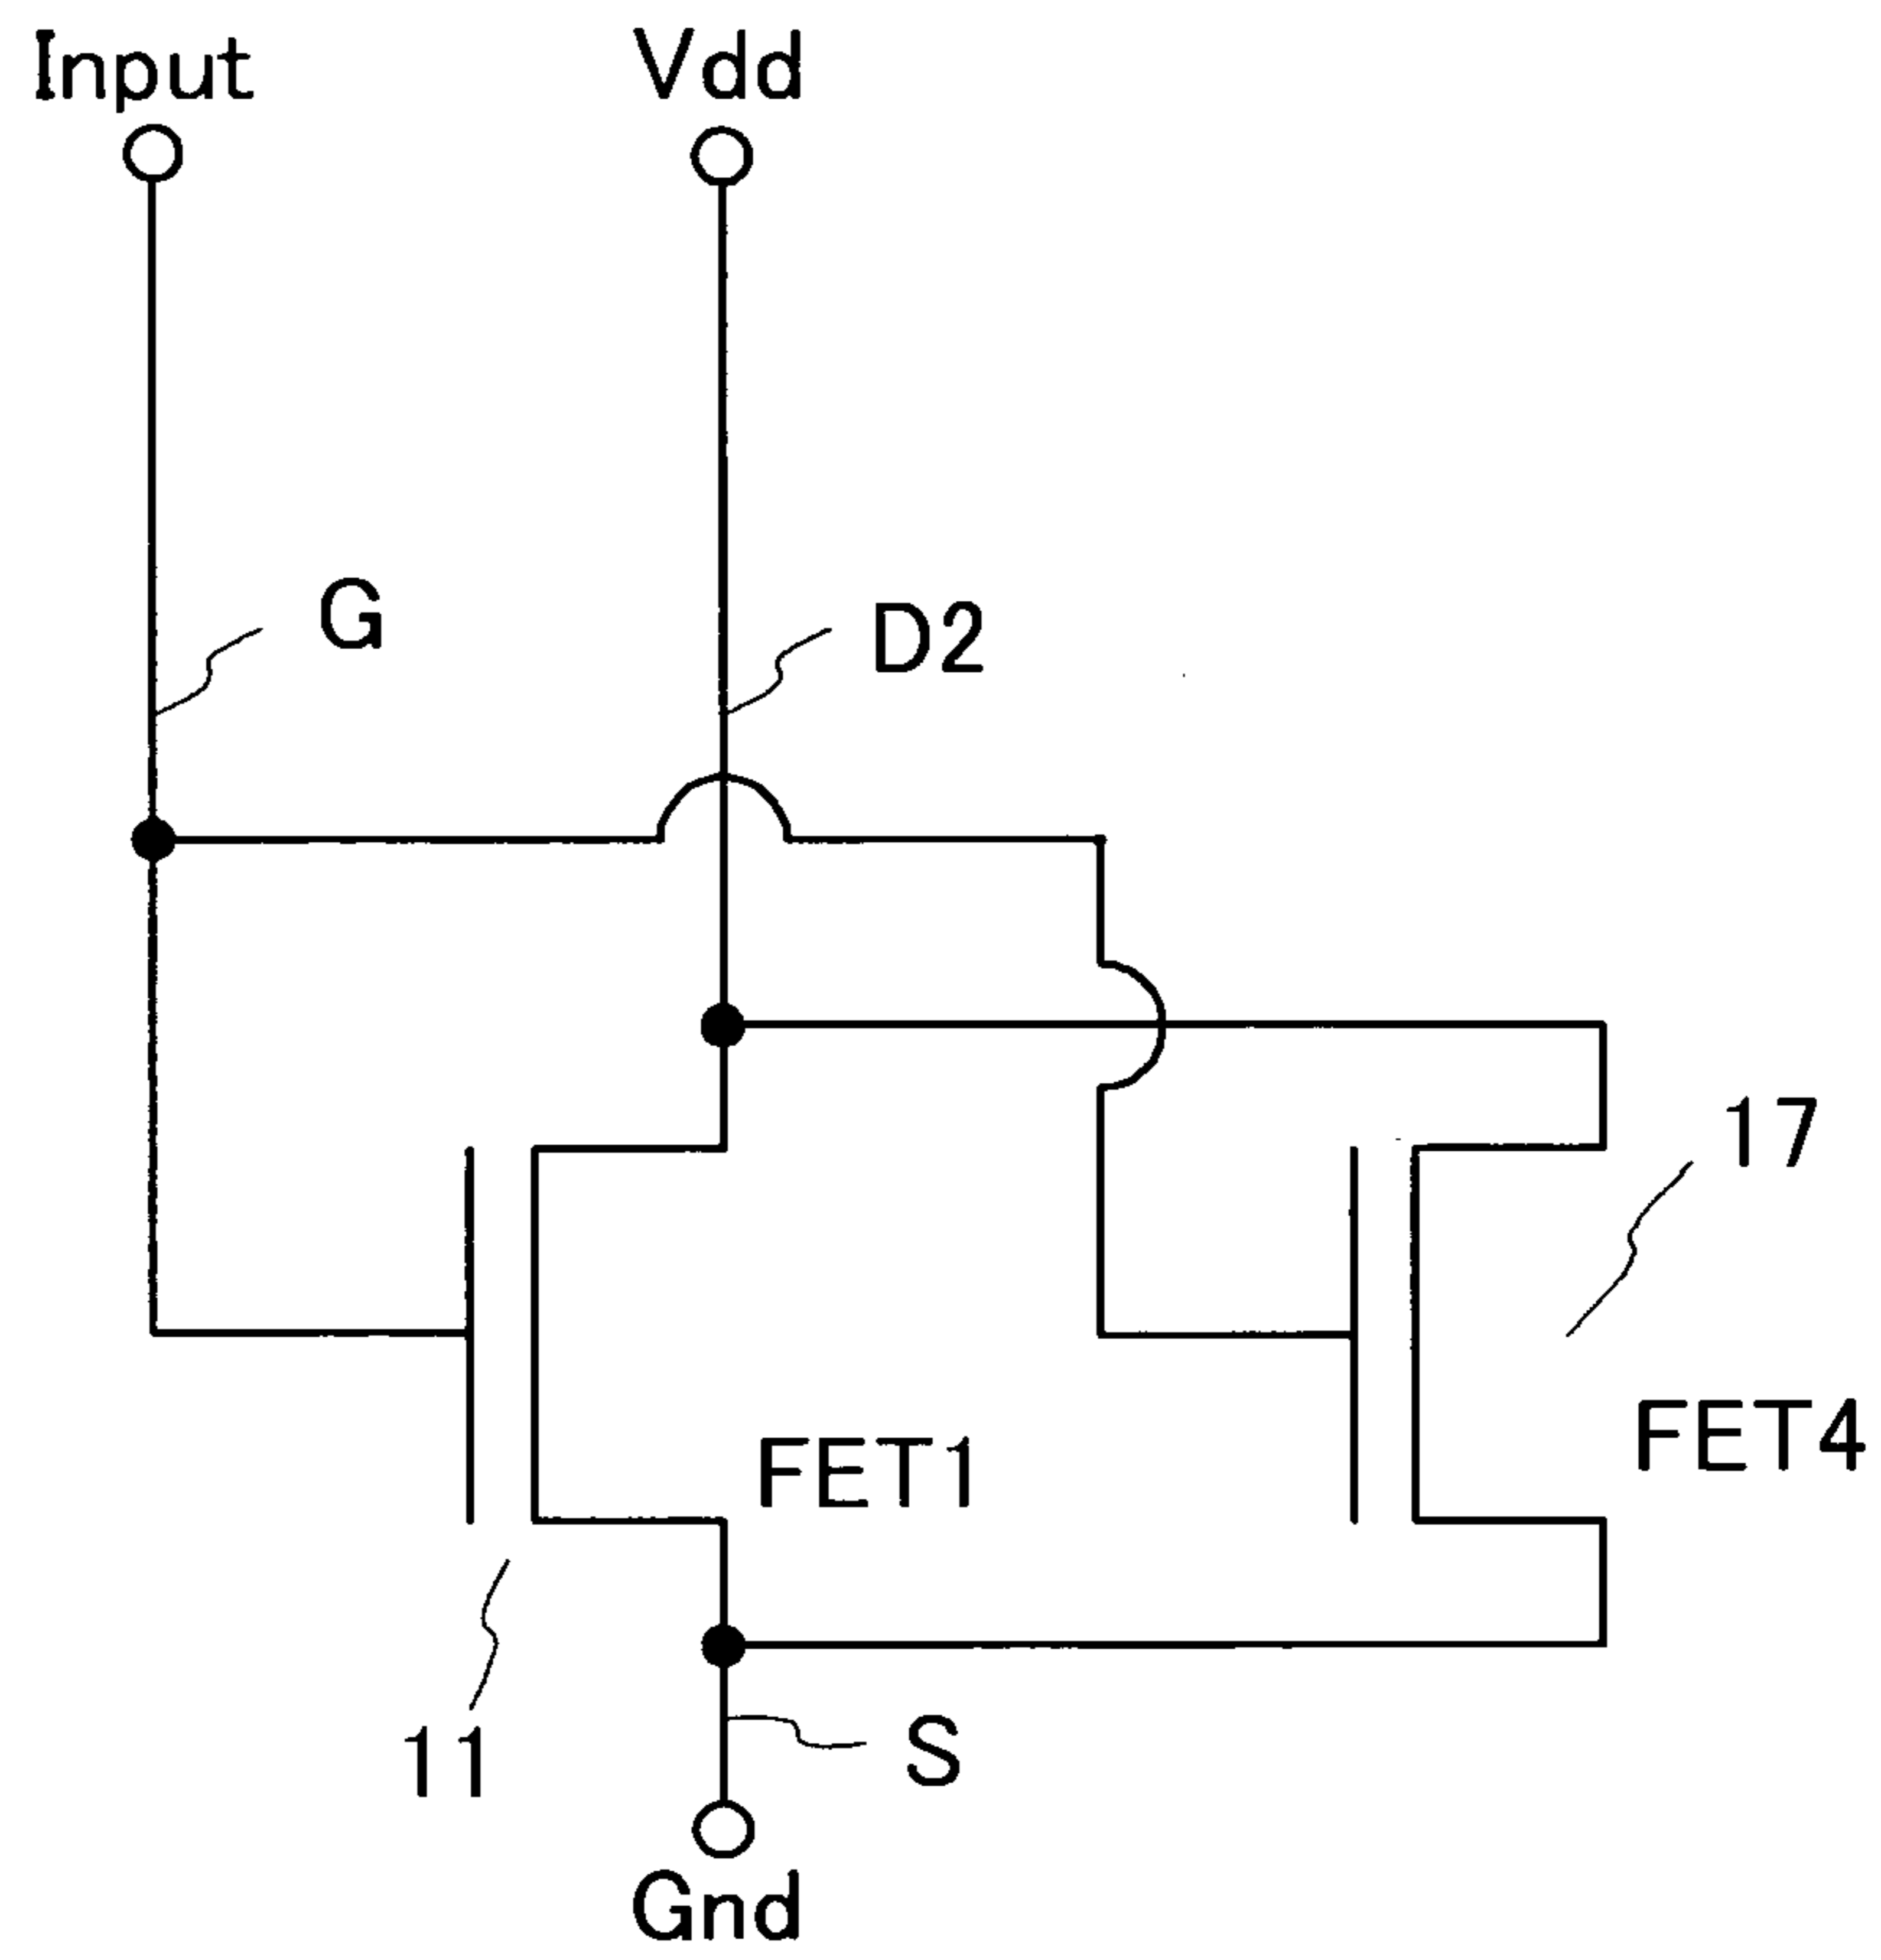 Input
Vdd
G
D2
17
FET4
FET1
11
S
Gnd